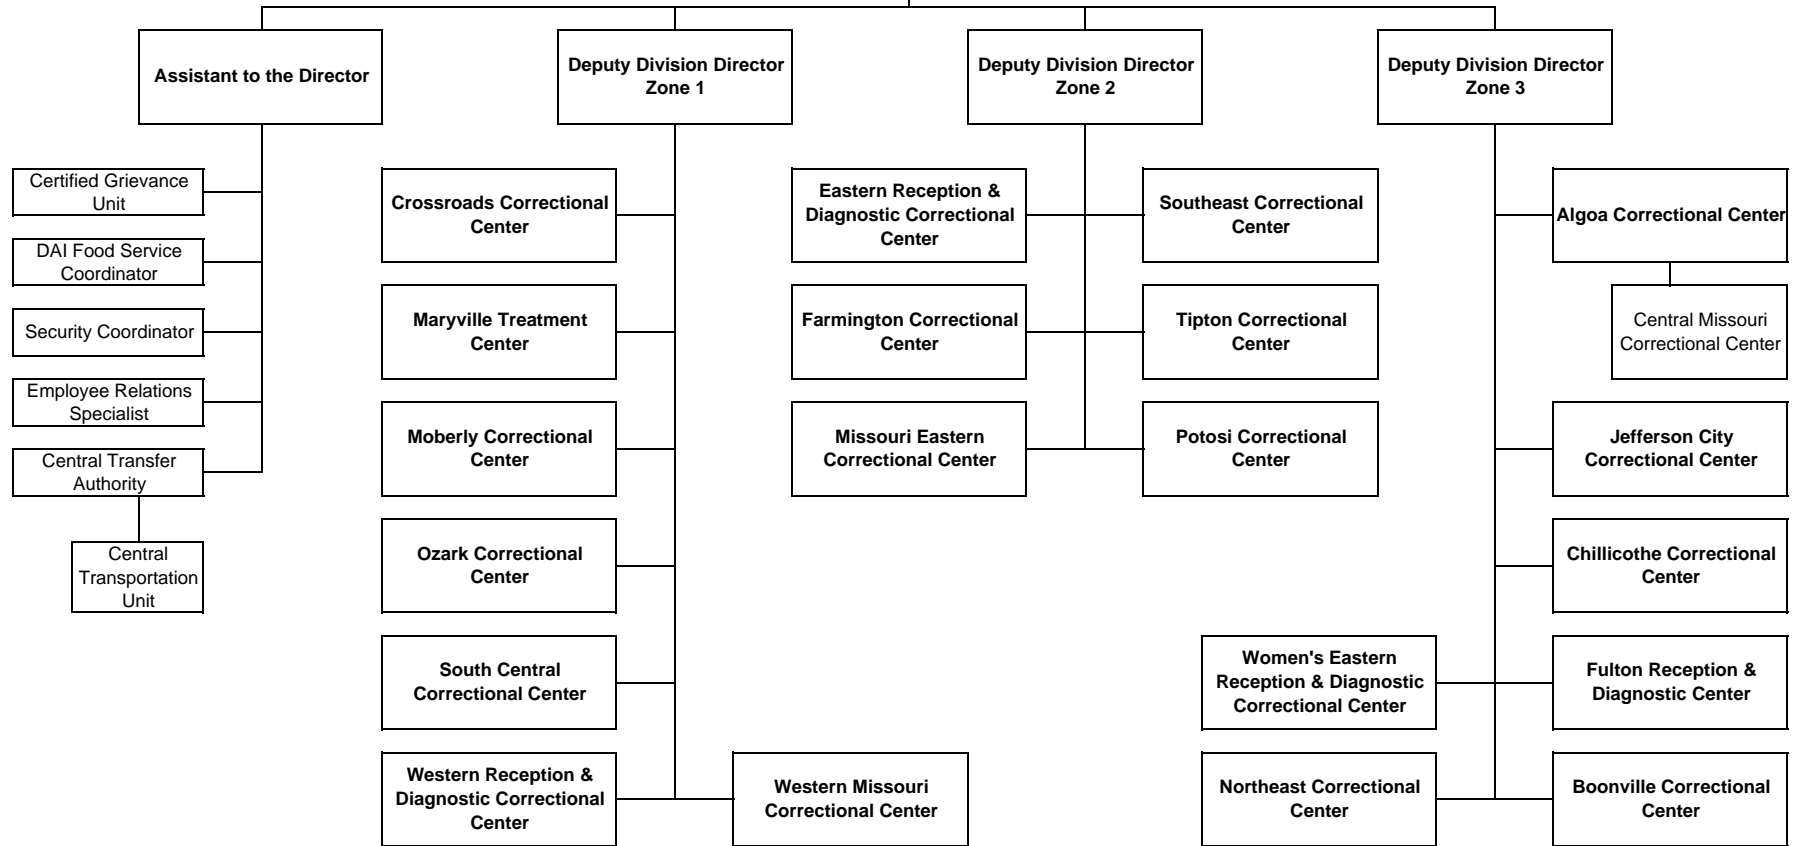 Assistant to the Director
Deputy Division Director
Zone 1
Deputy Division Director
Zone 2
Deputy Division Director
Zone 3
Certified Grievance
Unit
DAI Food Service
Coordinator
Security Coordinator
Employee Relations
Specialist
Central Transfer
Authority
Central
Transportation
Unit
Crossroads Correctional
Center
Maryville Treatment
Center
Moberly Correctional
Center
Ozark Correctional
Center
South Central
Correctional Center
Western Reception &
Diagnostic Correctional
Center
Western Missouri
Correctional Center
Eastern Reception &
Diagnostic Correctional
Center
Southeast Correctional
Center
Farmington Correctional
Center
Tipton Correctional
Center
Missouri Eastern
Correctional Center
Potosi Correctional
Center
Algoa Correctional Center
Central Missouri
Correctional Center
Jefferson City
Correctional Center
Chillicothe Correctional
Center
Women's Eastern
Reception & Diagnostic
Correctional Center
Fulton Reception &
Diagnostic Center
Northeast Correctional
Center
Boonville Correctional
Center